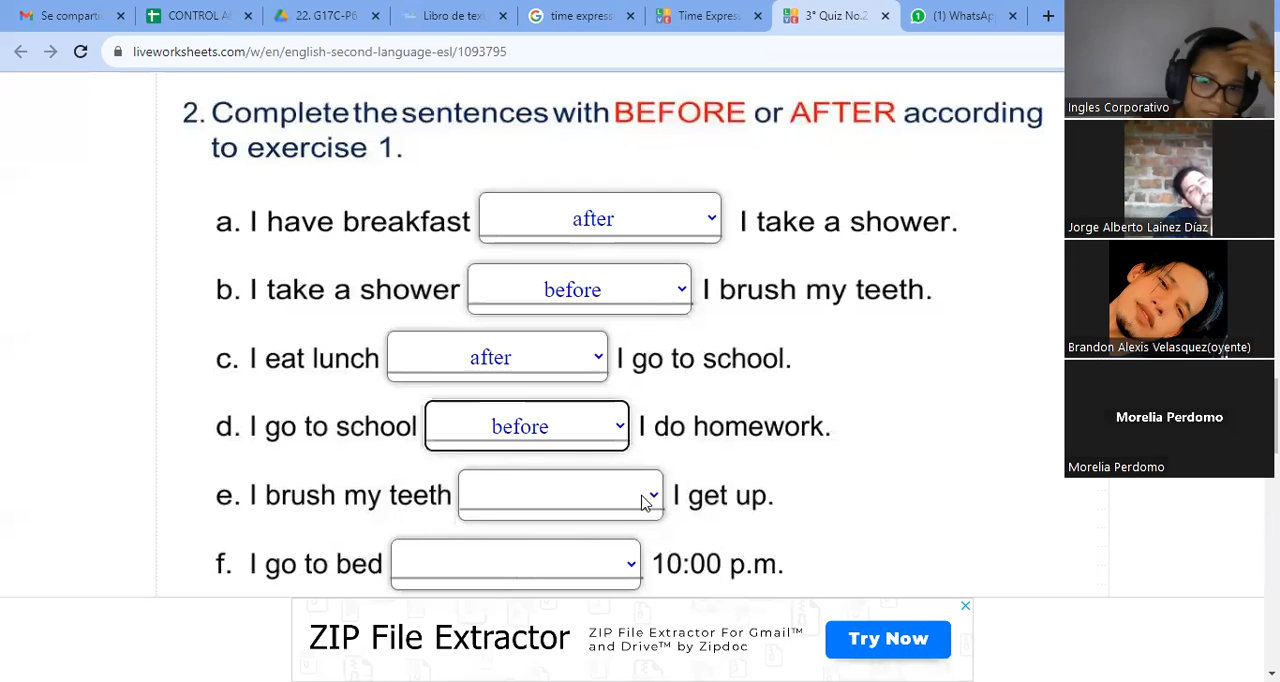 Se comparti
CONTROL A
22. G17C-P6
Libro de tex
time express
Time Expres
3° Quiz No.2
(1) WhatsAp
liveworksheets.com/w/en/english-second-language-esl/1093795
2. Complete the sentences with BEFORE or AFTER according
to exercise 1.
a. I have breakfast after I take a shower.
b. I take a shower before I brush my teeth.
c. I eat lunch after I go to school.
d. I go to school before I do homework.
e. I brush my teeth I get up.
f. I go to bed 10:00 p.m.
ZIP File Extractor
ZIP File Extractor For Gmail™
and Drive™ by Zipdoc
Try Now
Ingles Corporativo
Jorge Alberto Lainez Díaz
Brandon Alexis Velasquez(oyente)
Morelia Perdomo
Morelia Perdomo